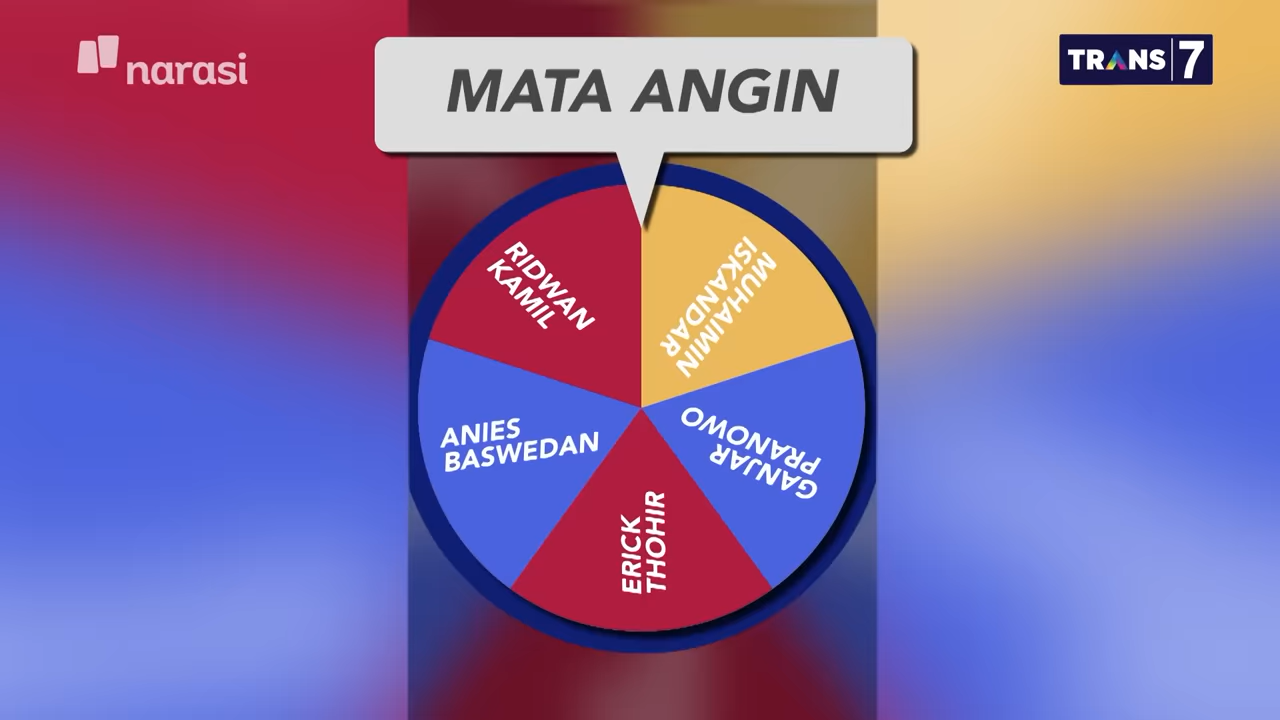 narasi
TRANS 7
MATA ANGIN
RIDWAN
KAMIL
MUHAIMIN
ISKANDAR
ANIES
BASWEDAN
GANJAR
PRANOWO
ERICK
THOHIR